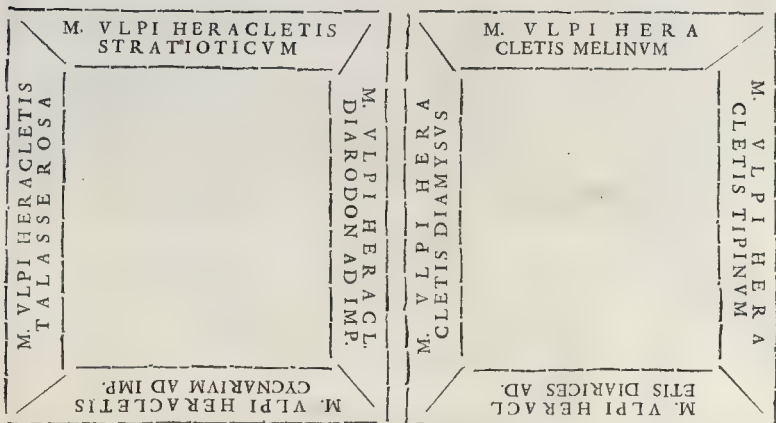 M. VLPI HERACLETIS
STRATIOTICVM
M. VLPI HERACL.
DIARODON AD IMP.
M. VLPI HERACLETIS
CYCNARIVM AD IMP.
M. VLPI HERACLETIS
TALASSE ROSA
M. VLPI HERA
CLETIS MELINVM
M. VLPI HERA
CLETIS TIPINVM
M. VLPI HERACL
ETIS DIARICES AD.
M. VLPI HERA
CLETIS DIAMYSVS